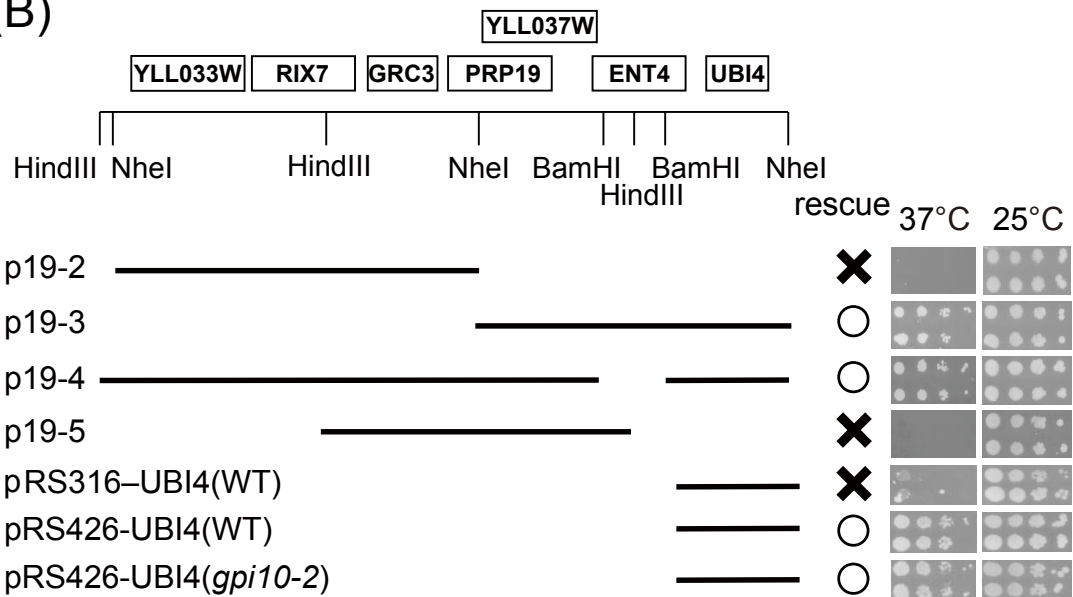 (B)
YLL037W
YLL033W RIX7 GRC3 PRP19 ENT4 UBI4
HindIII NheI HindIII NheI BamHI BamHI NheI
HindIII
rescue 37°C 25°C
p19-2
p19-3
p19-4
p19-5
pRS316–UBI4(WT)
pRS426-UBI4(WT)
pRS426-UBI4(gpi10-2)